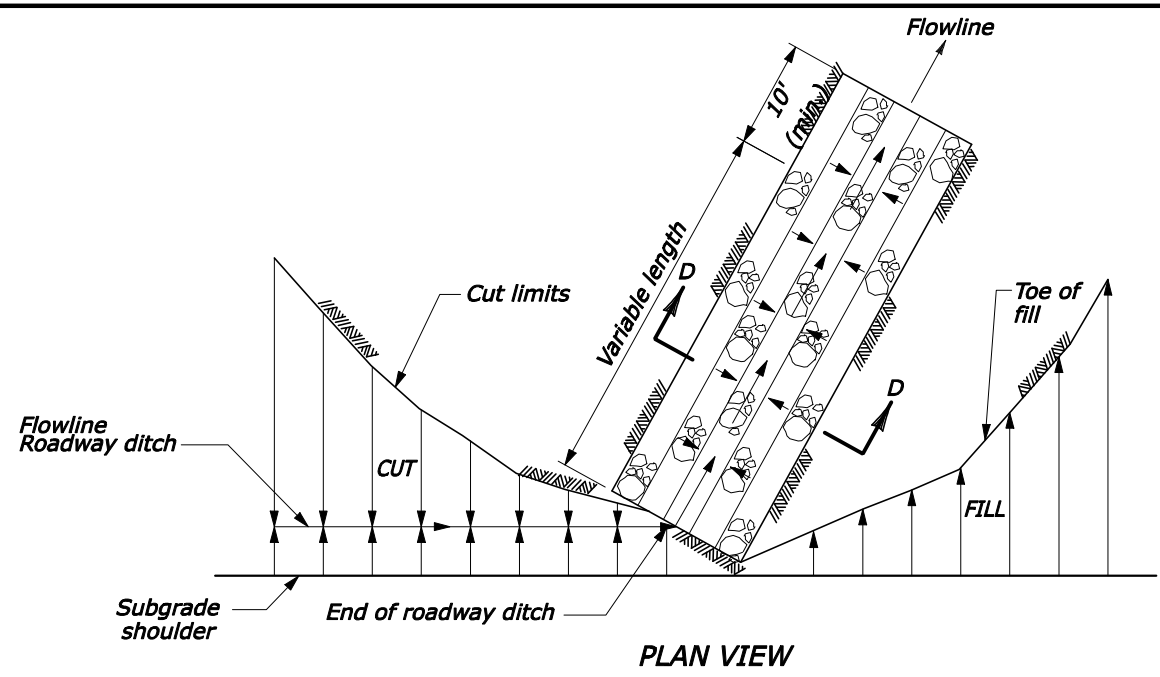 Flowline
10'
(min.)
Variable length
D
Cut limits
Toe of
fill
D
Flowline
Roadway ditch
CUT
FILL
Subgrade
shoulder
End of roadway ditch
PLAN VIEW